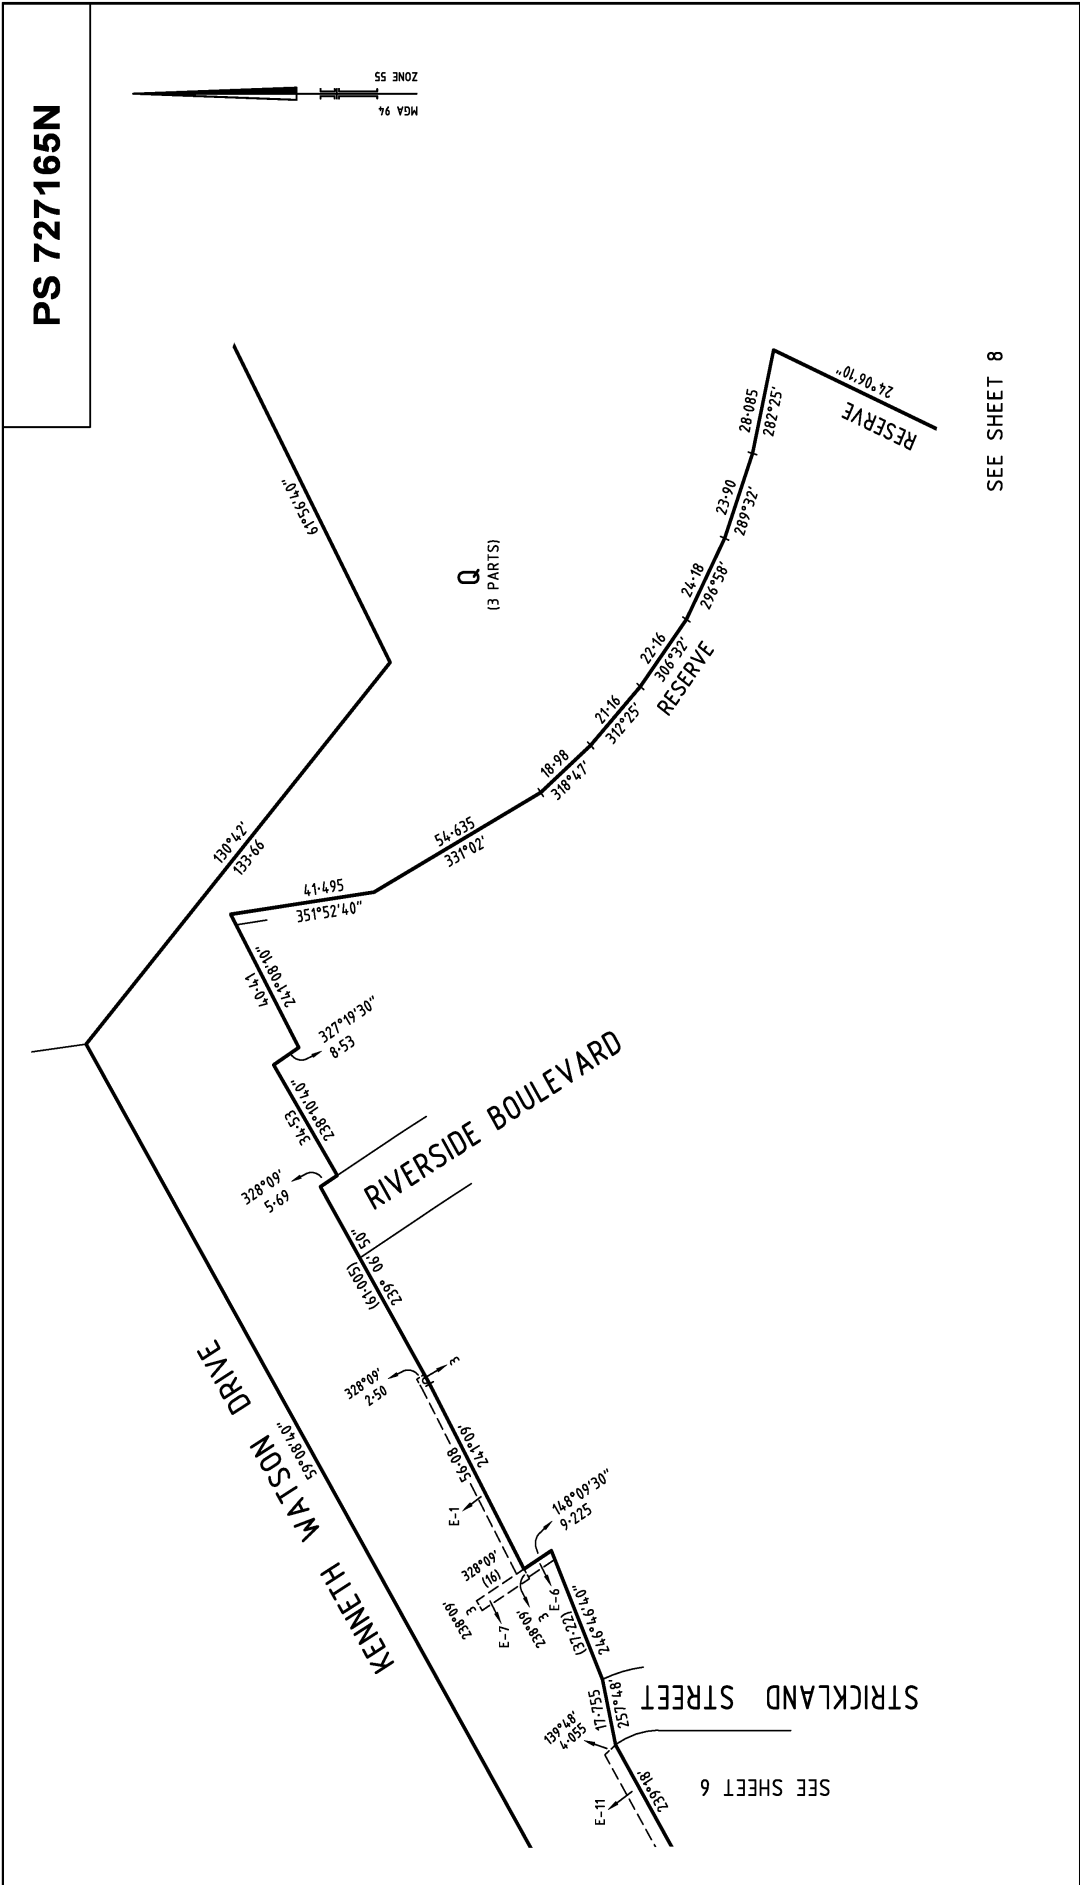 PS 727165N
MGA 94
ZONE 55
61°56'40"
Q
(3 PARTS)
24°06'10"
RESERVE
SEE SHEET 8
28·085
282°25'
23·90
289°32'
24·18
296°58'
22·16
306°32'
RESERVE
21·16
312°25'
18·98
318°47'
54·635
331°02'
41·495
351°52'40"
130°42'
133·66
40·41
241°08'10"
327°19'30"
8·53
34·53
238°10'40"
328°09'
5·69
RIVERSIDE BOULEVARD
(61·005)
239° 06' 50"
328°09'
2·50
3
KENNETH WATSON DRIVE
59°08'40"
56·08
241°09'
E-1
148°09'30"
9·225
328°09'
(16)
238°09'
3
E-7
238°09'
3
E-6
(37·22)
246°46'40"
17·755
257°48'
STRICKLAND STREET
139°48'
4·055
SEE SHEET 6
239°18'
E-11